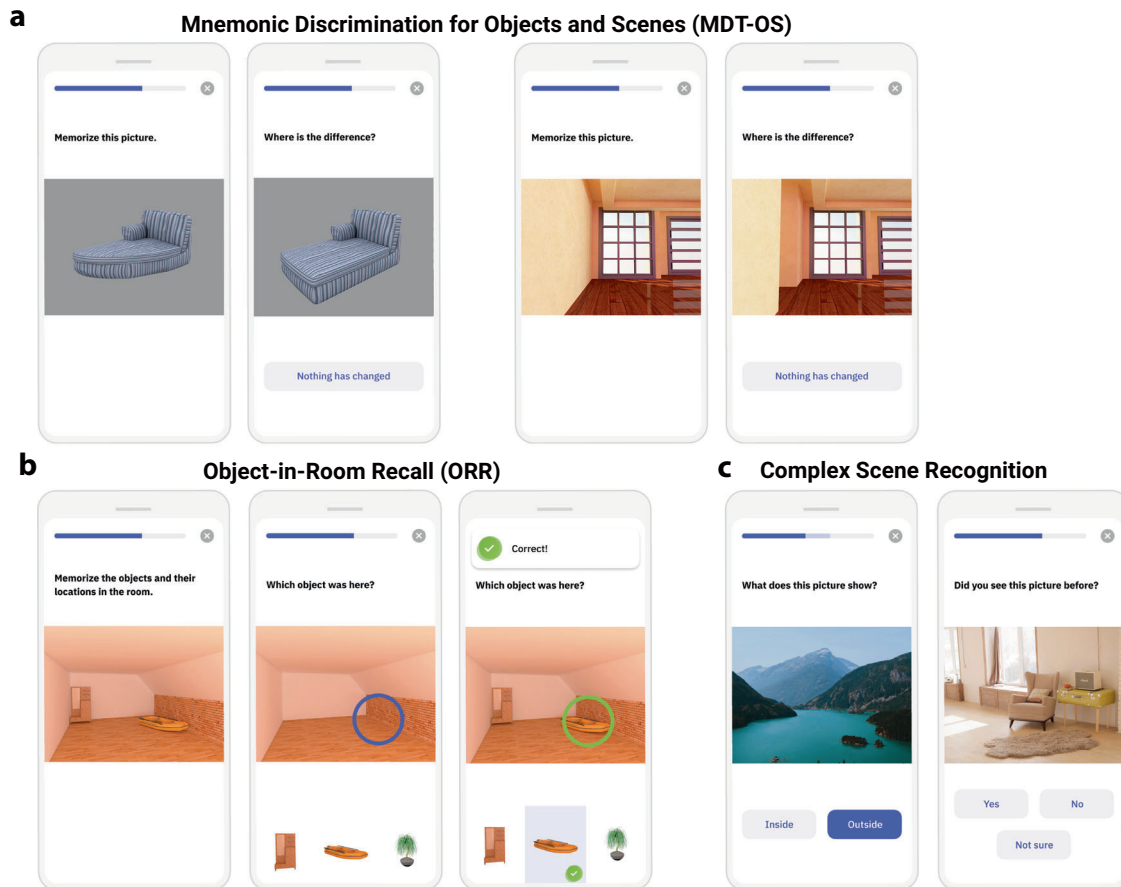 a
Mnemonic Discrimination for Objects and Scenes (MDT-OS)
Memorize this picture.
Where is the difference?
Nothing has changed
Memorize this picture.
Where is the difference?
Nothing has changed
b
Object-in-Room Recall (ORR)
Memorize the objects and their
locations in the room.
Which object was here?
Correct!
Which object was here?
c
Complex Scene Recognition
What does this picture show?
Inside
Outside
Did you see this picture before?
Yes
No
Not sure